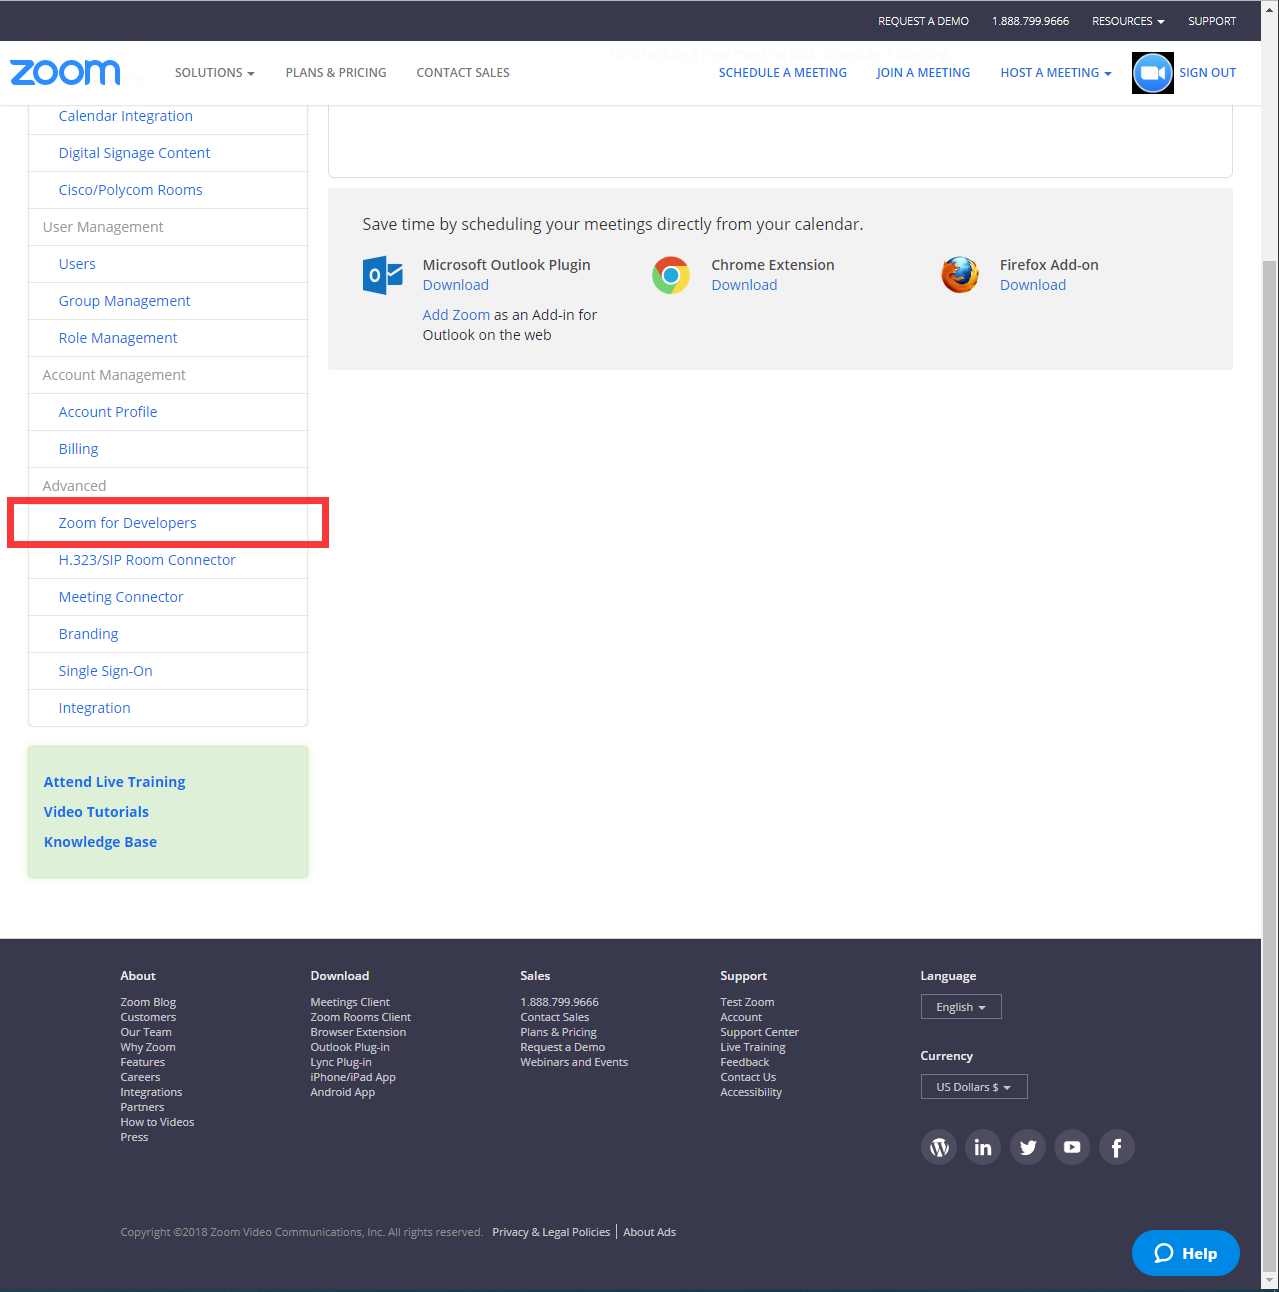 REQUEST A DEMO 1.888.799.9666 RESOURCES SUPPORT
To schedule a new meeting click Schedule a Meeting
zoom SOLUTIONS PLANS & PRICING CONTACT SALES SCHEDULE A MEETING JOIN A MEETING HOST A MEETING SIGN OUT
Calendar Integration
Digital Signage Content
Cisco/Polycom Rooms
User Management
Users
Group Management
Role Management
Account Management
Account Profile
Billing
Advanced
Zoom for Developers
H.323/SIP Room Connector
Meeting Connector
Branding
Single Sign-On
Integration
Attend Live Training
Video Tutorials
Knowledge Base
Save time by scheduling your meetings directly from your calendar.
Microsoft Outlook Plugin
Download
Add Zoom as an Add-in for
Outlook on the web
Chrome Extension
Download
Firefox Add-on
Download
About
Zoom Blog
Customers
Our Team
Why Zoom
Features
Careers
Integrations
Partners
How to Videos
Press
Download
Meetings Client
Zoom Rooms Client
Browser Extension
Outlook Plug-in
Lync Plug-in
iPhone/iPad App
Android App
Sales
1.888.799.9666
Contact Sales
Plans & Pricing
Request a Demo
Webinars and Events
Support
Test Zoom
Account
Support Center
Live Training
Feedback
Contact Us
Accessibility
Language
English
Currency
US Dollars $
Copyright ©2018 Zoom Video Communications, Inc. All rights reserved. Privacy & Legal Policies | About Ads
Help